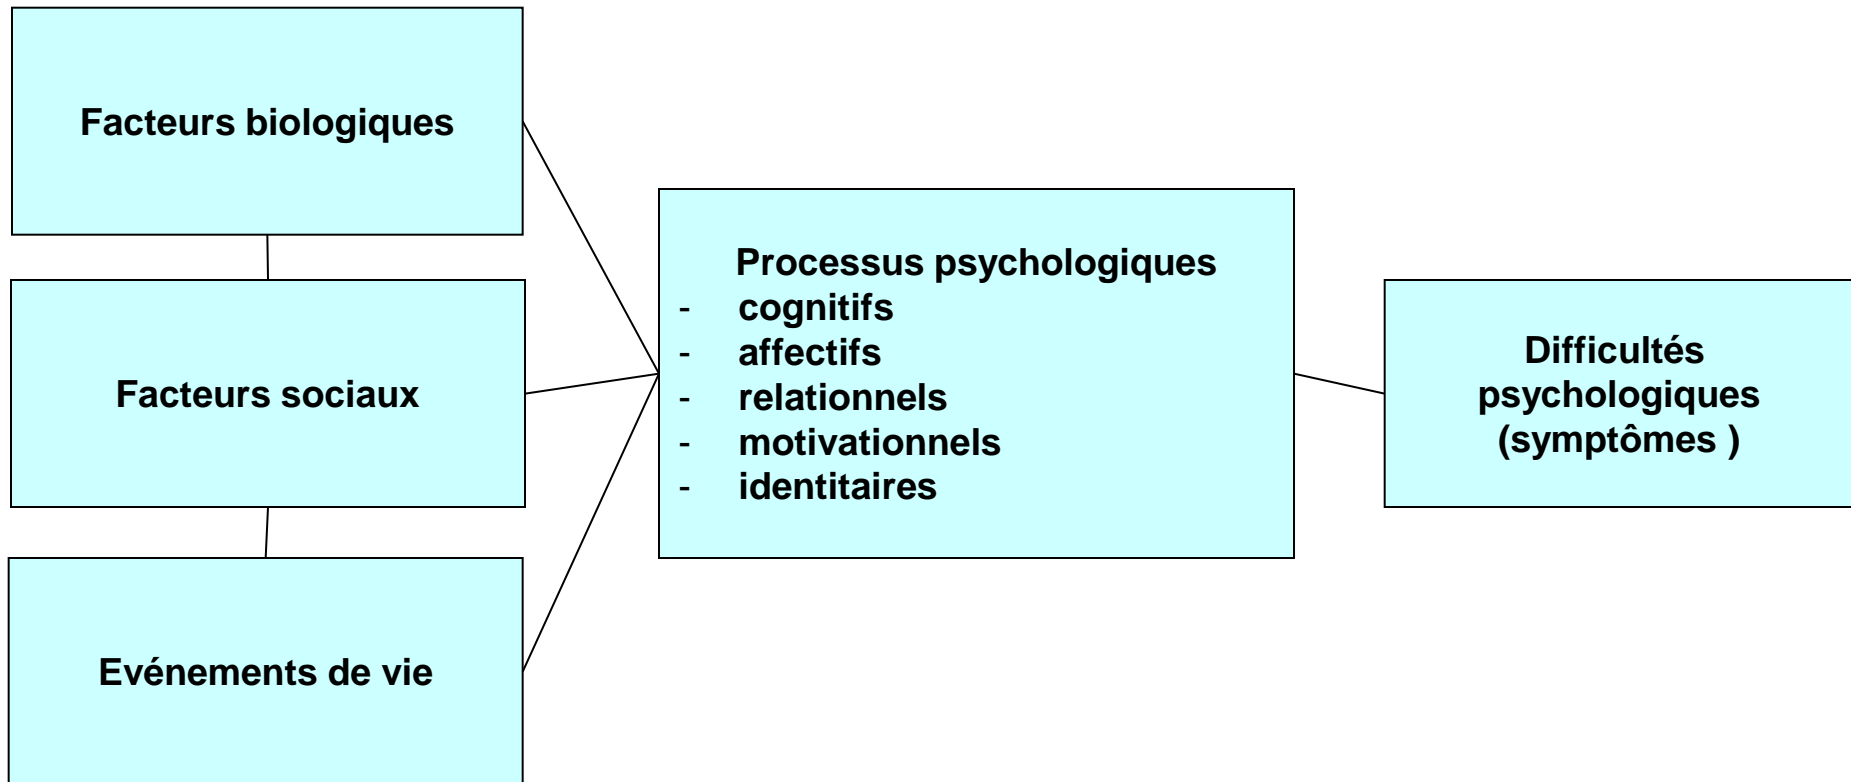 Facteurs biologiques
Facteurs sociaux
Evénements de vie
Processus psychologiques
- cognitifs
- affectifs
- relationnels
- motivationnels
- identitaires
Difficultés
psychologiques
(symptômes )